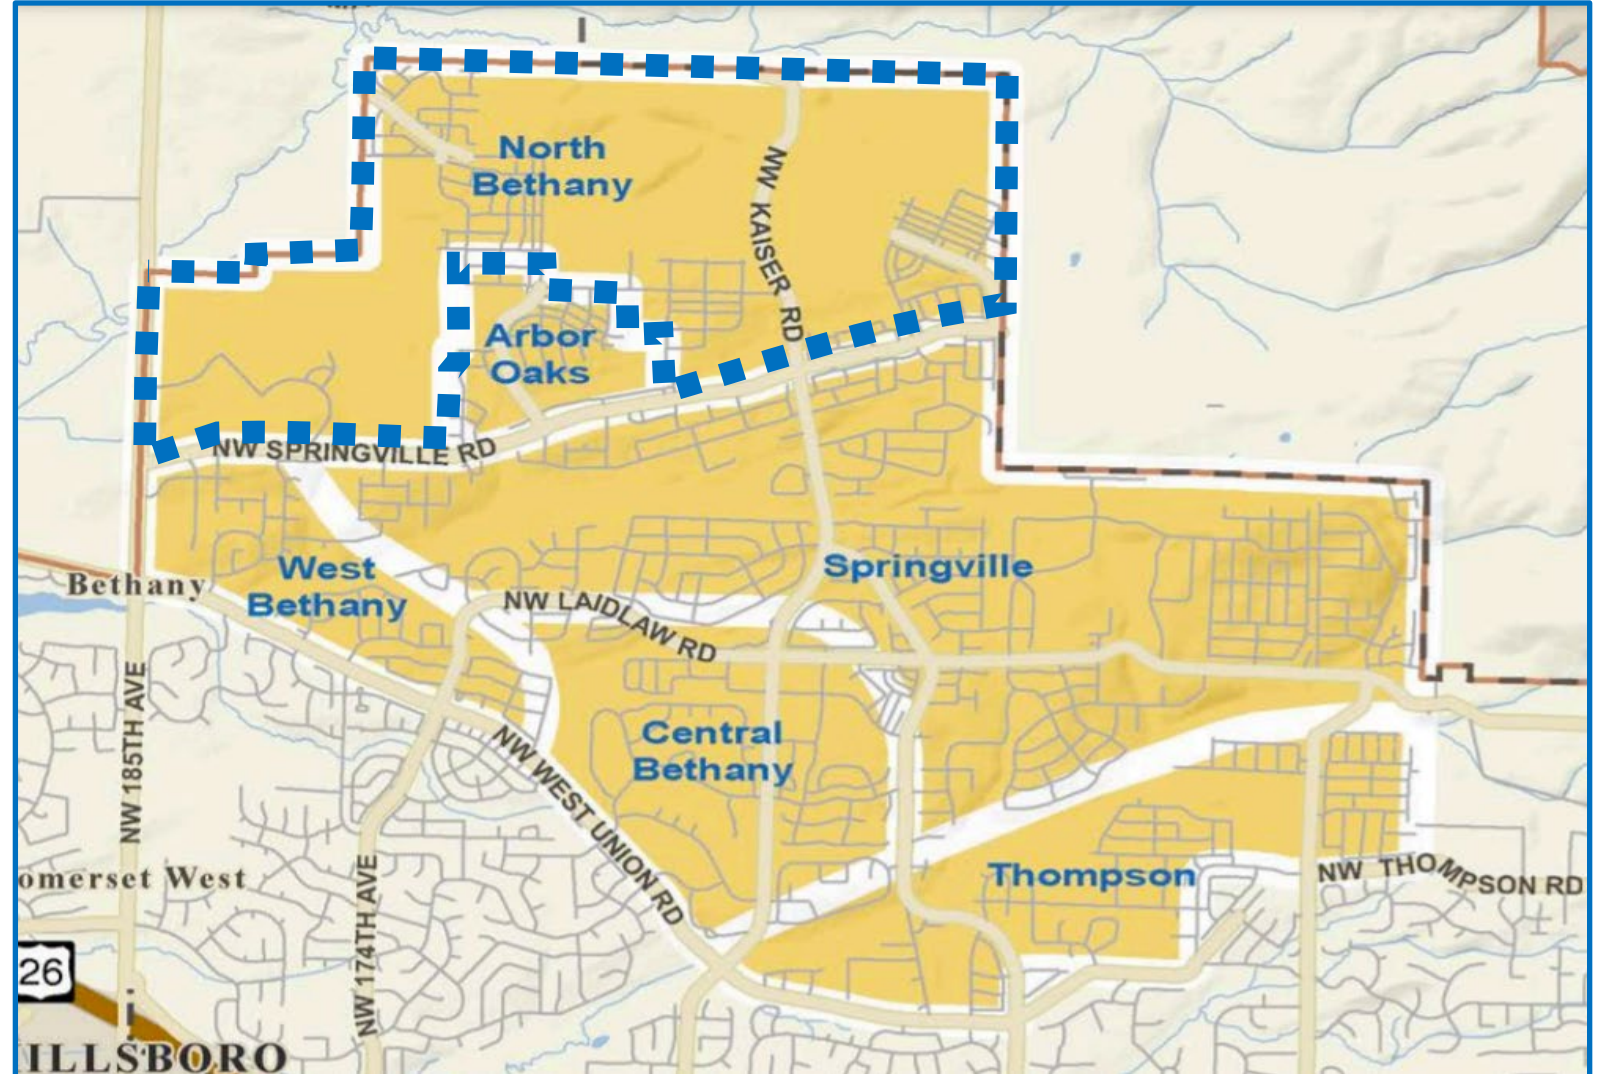 North
Bethany
NW KAISER RD
Arbor
Oaks
NW SPRINGVILLE RD
West
Bethany
Springville
Bethany
NW LAIDLAW RD
NW 185TH AVE
Central
Bethany
NW WEST UNION RD
Thompson
NW THOMPSON RD
omerset West
NW 174TH AVE
26
ILLSBORO